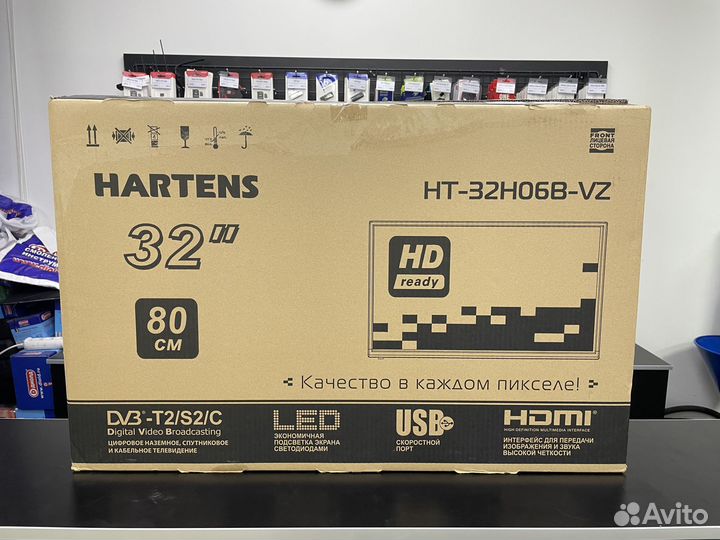 FRONT
ЛИЦЕВАЯ
СТОРОНА
HARTENS
HT-32H06B-VZ
32"
HD
ready
80
СМ
Качество в каждом пикселе!
DVB-T2/S2/C
Digital Video Broadcasting
ЦИФРОВОЕ НАЗЕМНОЕ, СПУТНИКОВОЕ
И КАБЕЛЬНОЕ ТЕЛЕВИДЕНИЕ
LED
ЭКОНОМИЧНАЯ
ПОДСВЕТКА ЭКРАНА
СВЕТОДИОДАМИ
USB
СКОРОСТНОЙ
ПОРТ
HDMI
HIGH DEFINITION MULTIMEDIA INTERFACE
ИНТЕРФЕЙС ДЛЯ ПЕРЕДАЧИ
ИЗОБРАЖЕНИЯ И ЗВУКА
ВЫСОКОЙ ЧЕТКОСТИ
Avito